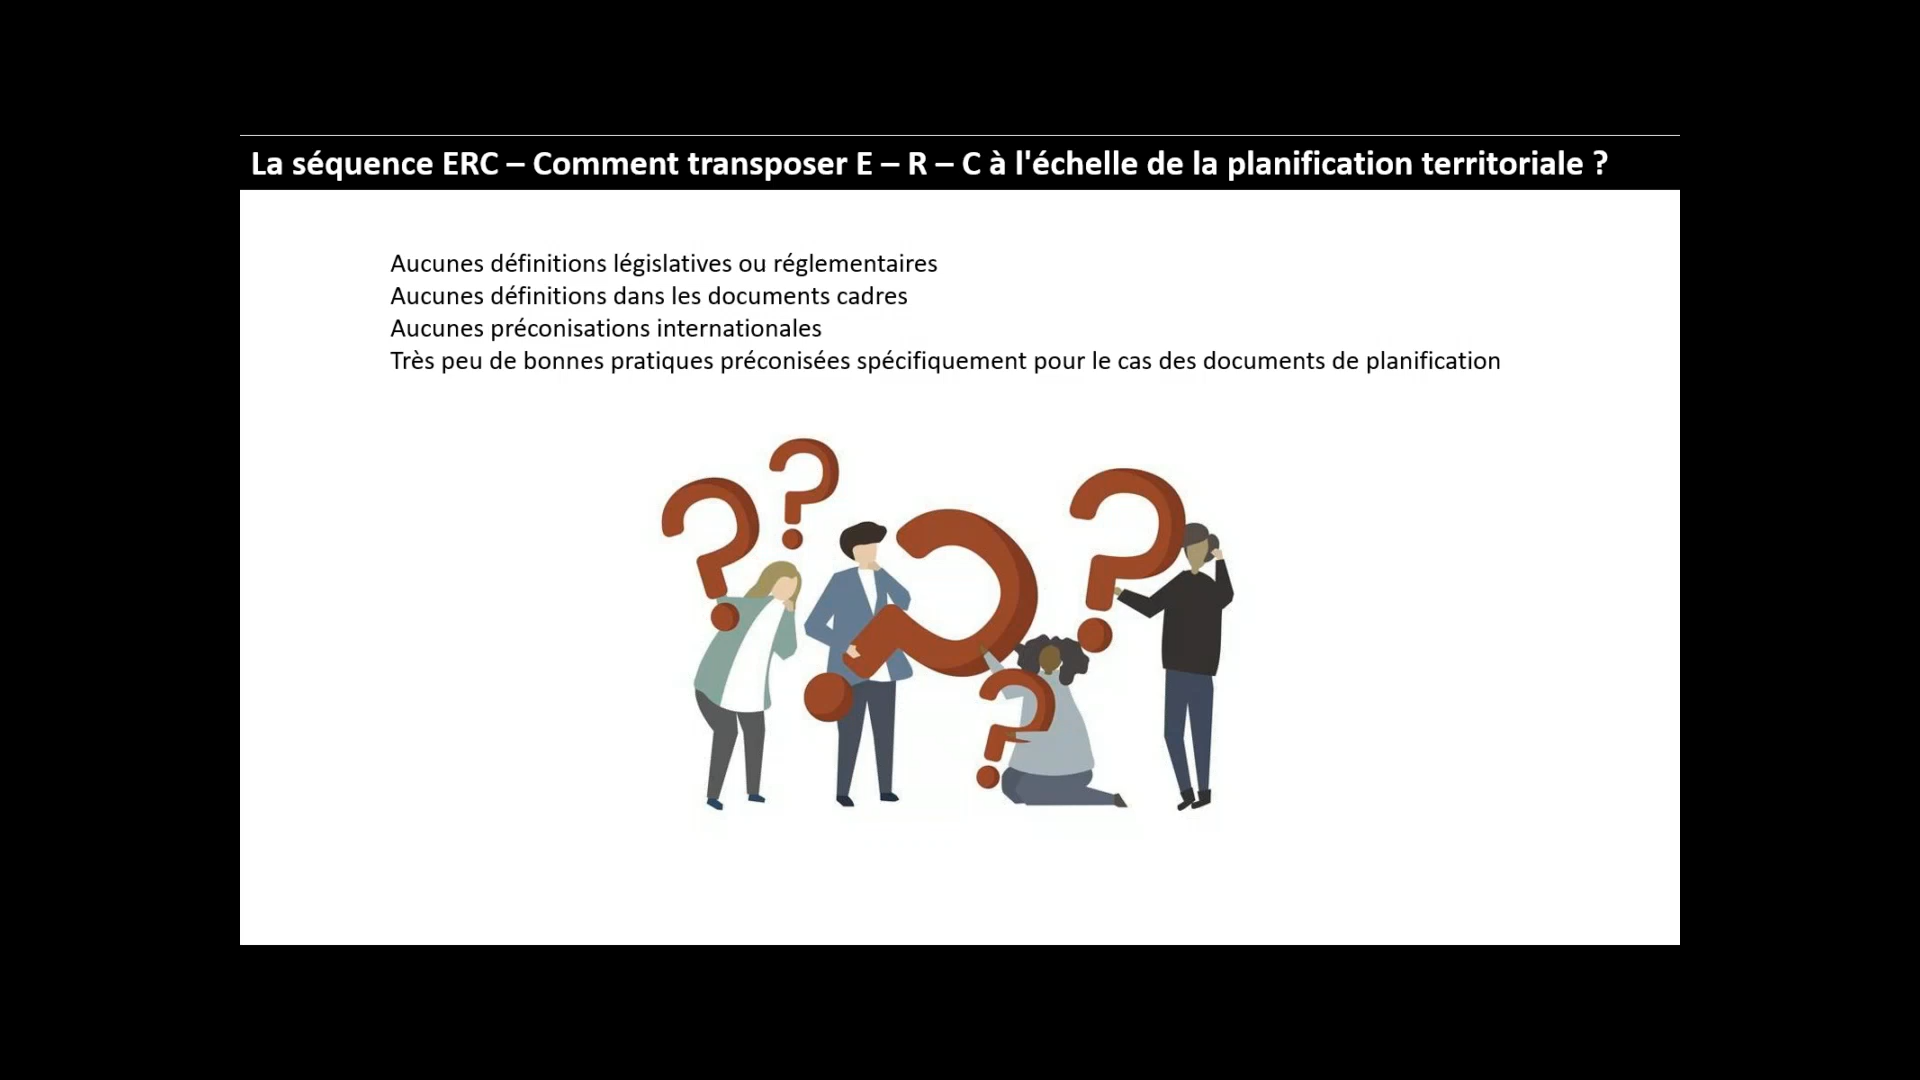 La séquence ERC – Comment transposer E – R – C à l'échelle de la planification territoriale ?
Aucunes définitions législatives ou réglementaires
Aucunes définitions dans les documents cadres
Aucunes préconisations internationales
Très peu de bonnes pratiques préconisées spécifiquement pour le cas des documents de planification